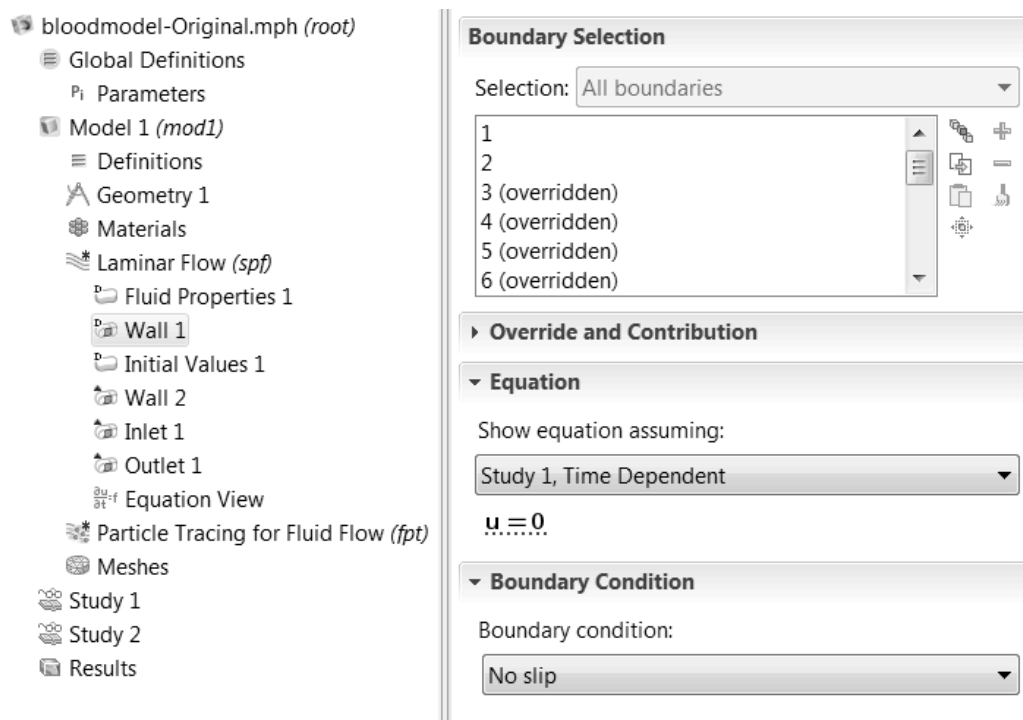 bloodmodel-Original.mph (root)
Global Definitions
Pi Parameters
Model 1 (mod1)
Definitions
Geometry 1
Materials
Laminar Flow (spf)
D Fluid Properties 1
D Wall 1
D Initial Values 1
Wall 2
Inlet 1
Outlet 1
∂u/∂t=f Equation View
Particle Tracing for Fluid Flow (fpt)
Meshes
Study 1
Study 2
Results
Boundary Selection
Selection: All boundaries
1
2
3 (overridden)
4 (overridden)
5 (overridden)
6 (overridden)
Override and Contribution
Equation
Show equation assuming:
Study 1, Time Dependent
u = 0
Boundary Condition
Boundary condition:
No slip